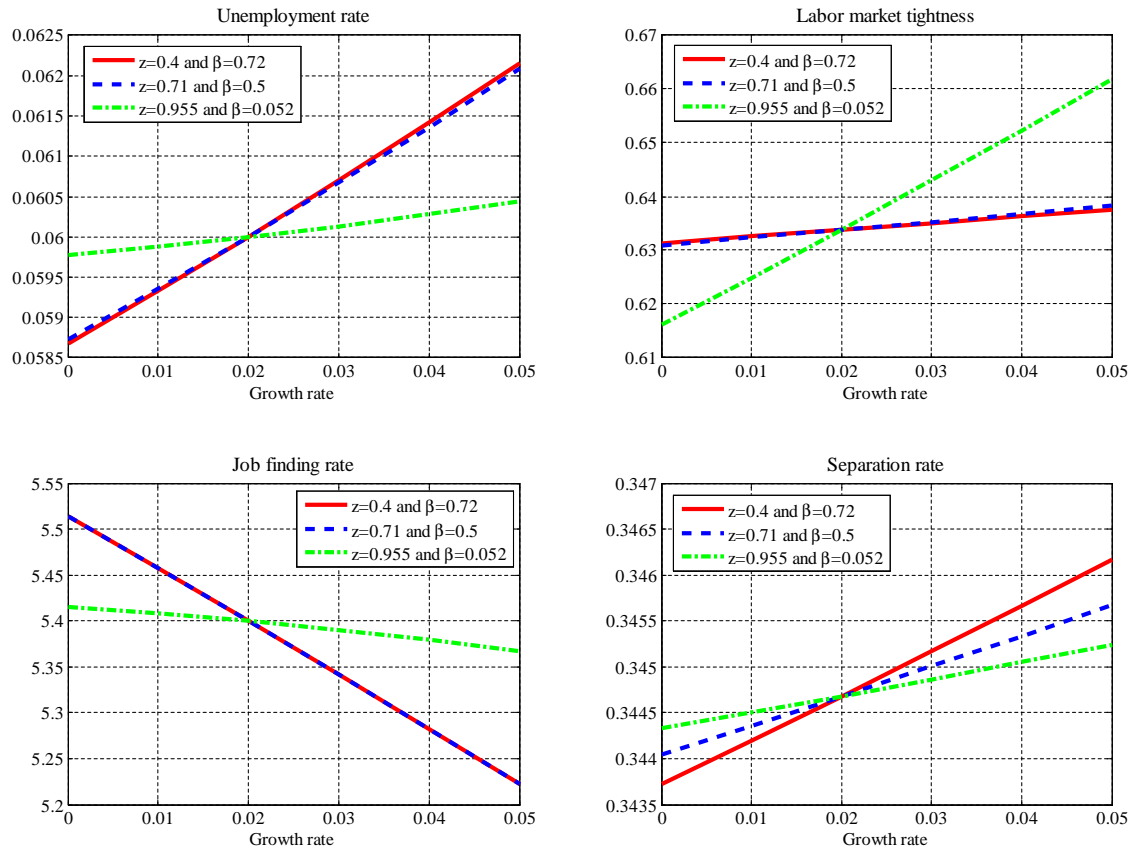 Unemployment rate
0.0625
0.062
0.0615
0.061
0.0605
0.06
0.0595
0.059
0.0585
z=0.4 and β=0.72
z=0.71 and β=0.5
z=0.955 and β=0.052
0 0.01 0.02 0.03 0.04 0.05
Growth rate
Labor market tightness
0.67
0.66
0.65
0.64
0.63
0.62
0.61
z=0.4 and β=0.72
z=0.71 and β=0.5
z=0.955 and β=0.052
0 0.01 0.02 0.03 0.04 0.05
Growth rate
Job finding rate
5.55
5.5
5.45
5.4
5.35
5.3
5.25
5.2
z=0.4 and β=0.72
z=0.71 and β=0.5
z=0.955 and β=0.052
0 0.01 0.02 0.03 0.04 0.05
Growth rate
Separation rate
0.347
0.3465
0.346
0.3455
0.345
0.3445
0.344
0.3435
z=0.4 and β=0.72
z=0.71 and β=0.5
z=0.955 and β=0.052
0 0.01 0.02 0.03 0.04 0.05
Growth rate